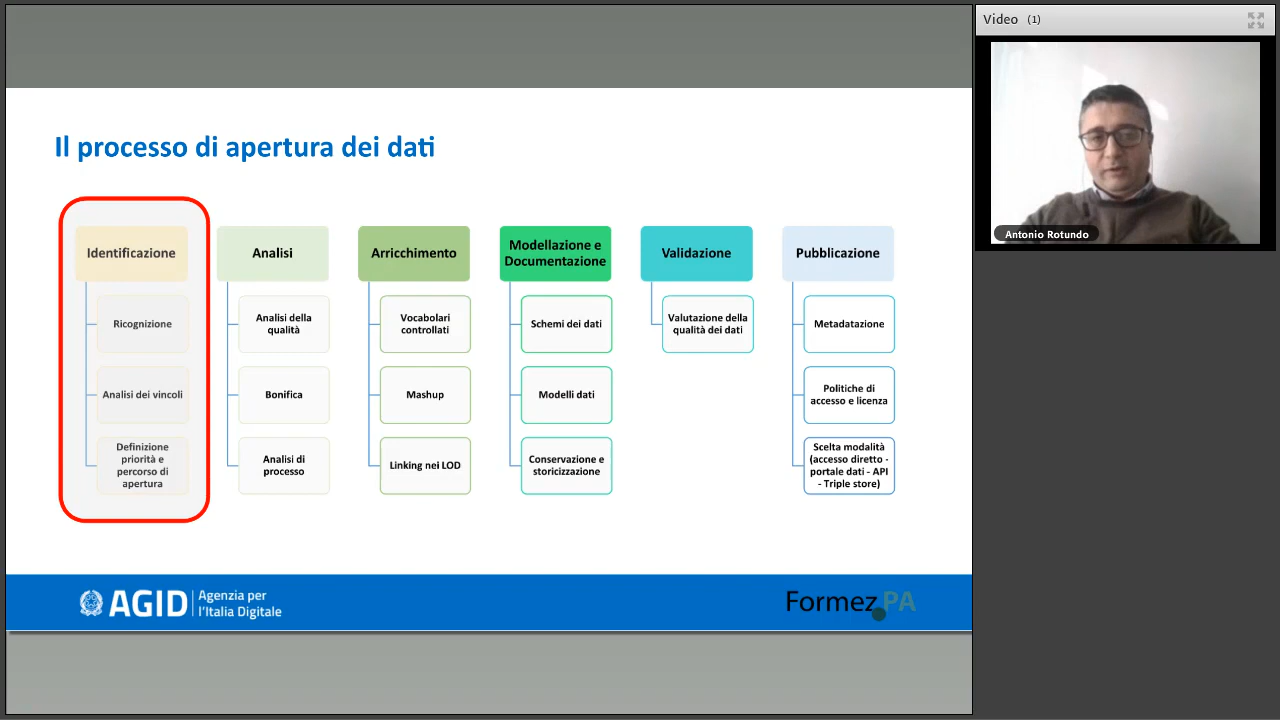 Video (1)
Antonio Rotundo
Il processo di apertura dei dati
Identificazione
Ricognizione
Analisi dei vincoli
Definizione
priorità e
percorso di
apertura
Analisi
Analisi della
qualità
Bonifica
Analisi di
processo
Arricchimento
Vocabolari
controllati
Mashup
Linking nei LOD
Modellazione e
Documentazione
Schemi dei dati
Modelli dati
Conservazione e
storicizzazione
Validazione
Valutazione della
qualità dei dati
Pubblicazione
Metadatazione
Politiche di
accesso e licenza
Scelta modalità
(accesso diretto -
portale dati - API
- Triple store)
AGID
Agenzia per
l'Italia Digitale
Formez PA